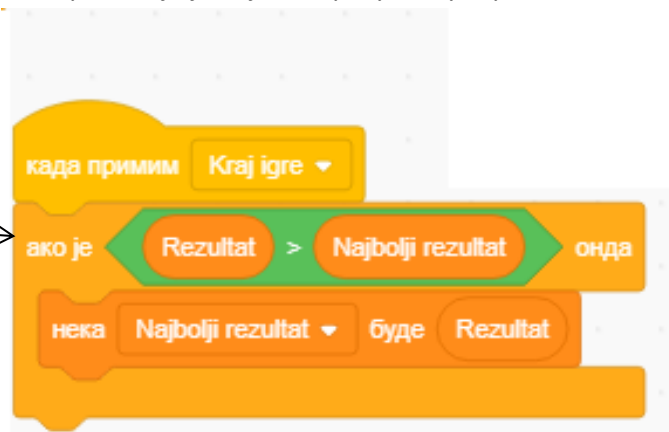 када примим Kraj igre
ако је Rezultat > Najbolji rezultat онда
нека Najbolji rezultat буде Rezultat